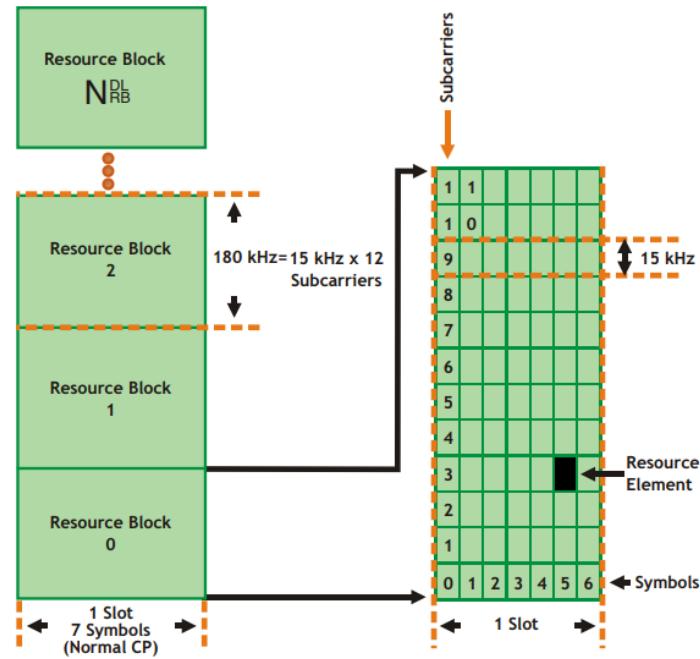 Resource Block
N DL RB
Subcarriers
Resource Block
2
180 kHz=15 kHz x 12
Subcarriers
Resource Block
1
Resource Block
0
1 Slot
7 Symbols
(Normal CP)
1 1
1 0
9
15 kHz
8
7
6
5
4
3
Resource
Element
2
1
0 1 2 3 4 5 6
Symbols
1 Slot